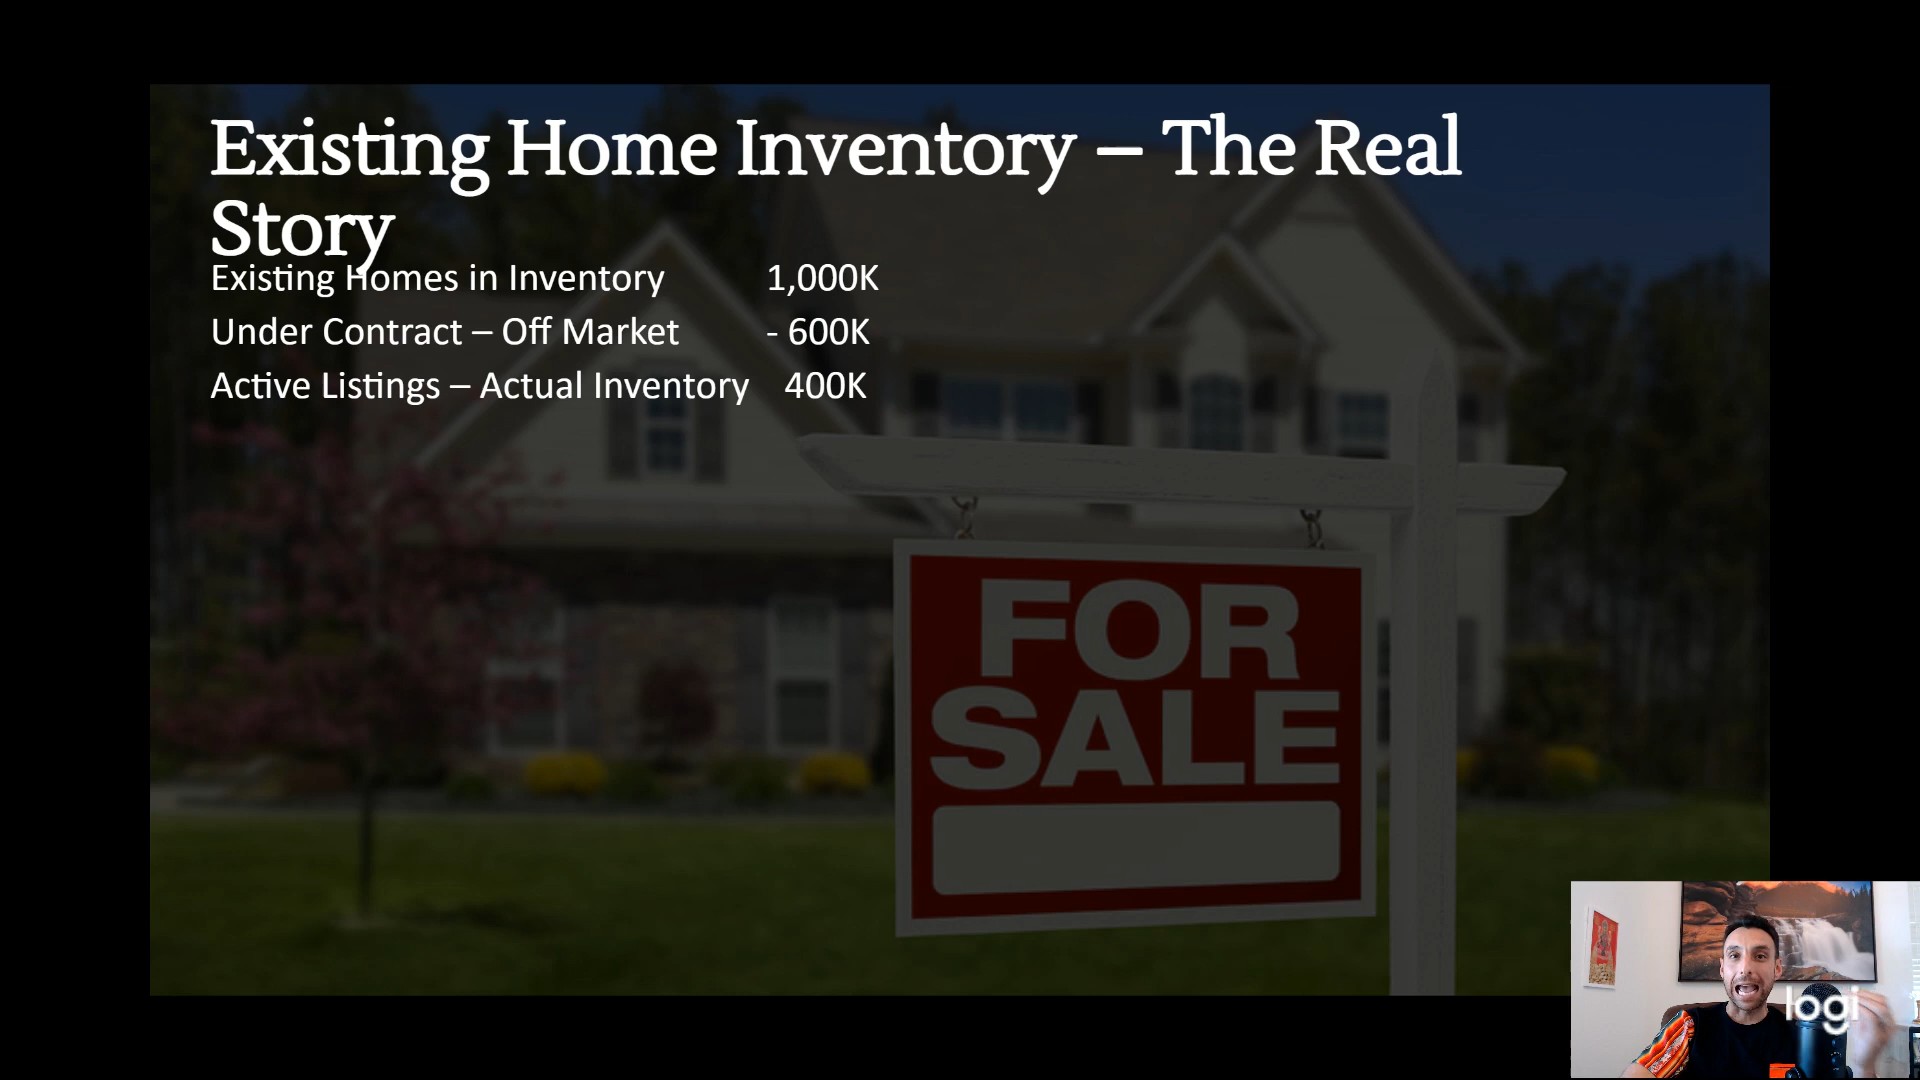 Existing Home Inventory – The Real
Story
Existing Homes in Inventory 1,000K
Under Contract – Off Market - 600K
Active Listings – Actual Inventory 400K
FOR
SALE
logi